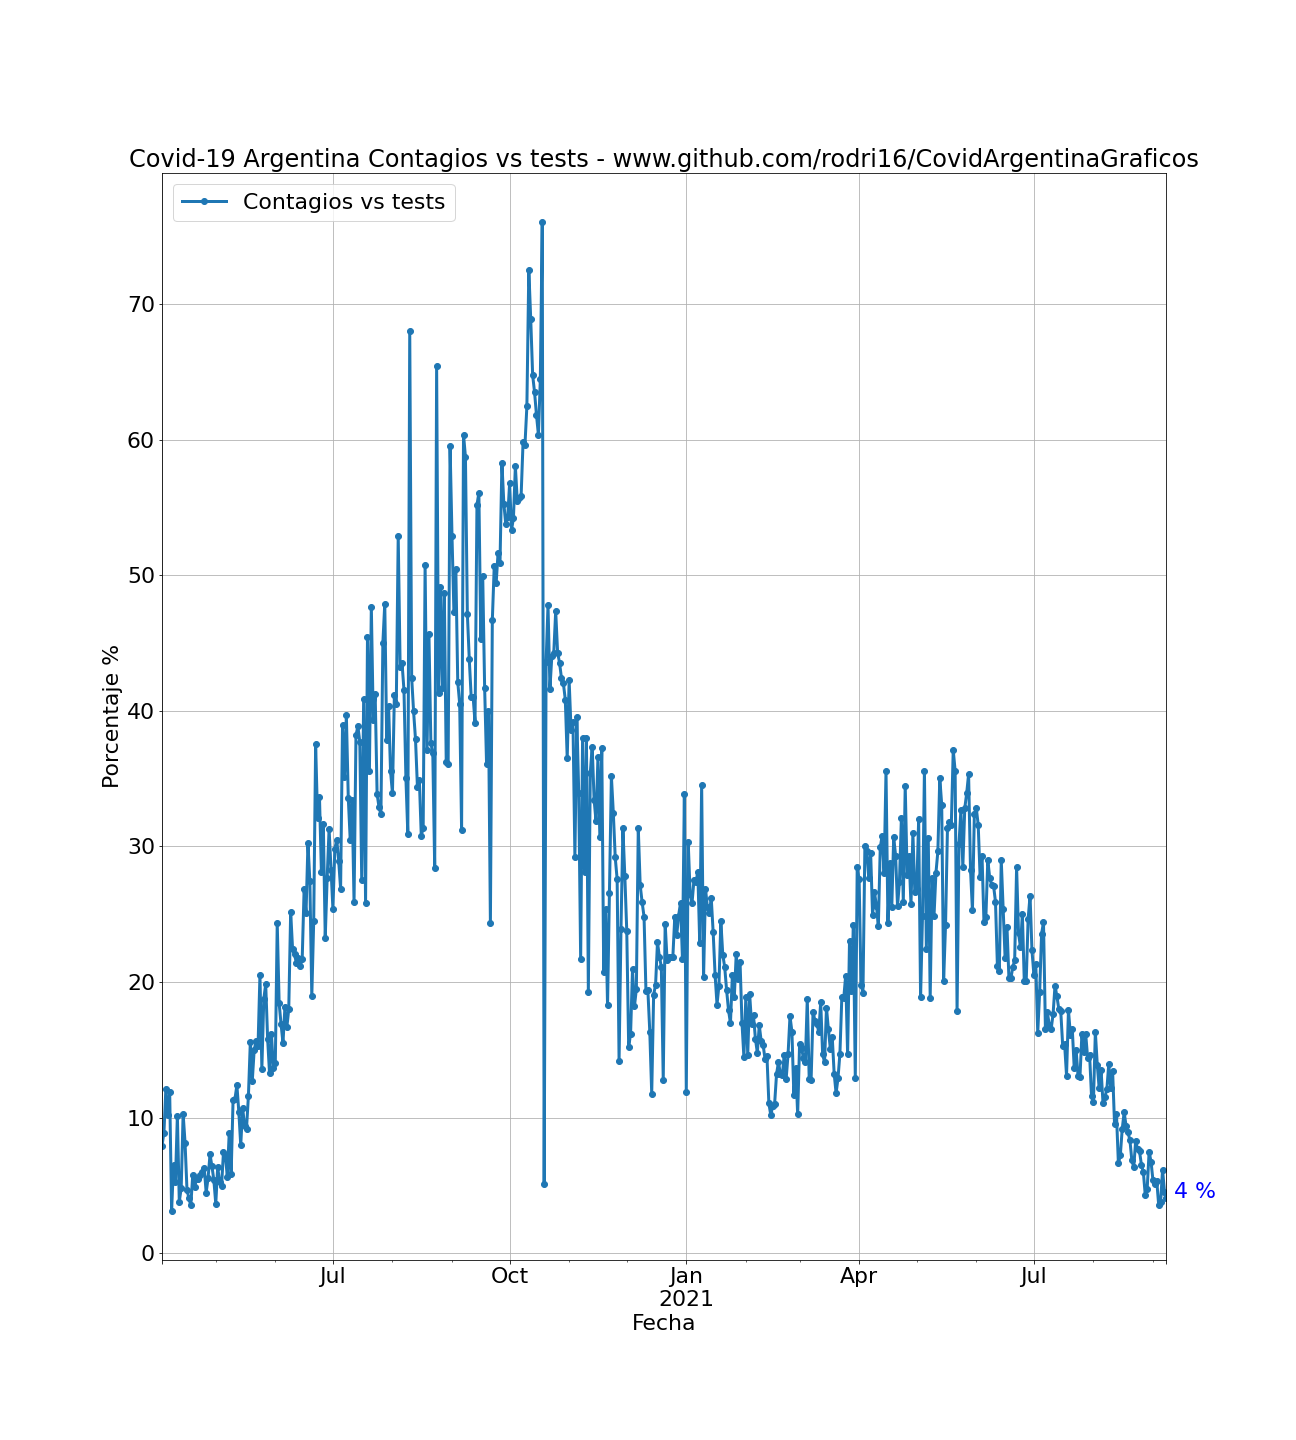 Covid-19 Argentina Contagios vs tests - www.github.com/rodri16/CovidArgentinaGraficos
Contagios vs tests
70
60
50
40
30
20
10
0
Porcentaje %
4 %
Jul
Oct
Jan
2021
Apr
Jul
Fecha